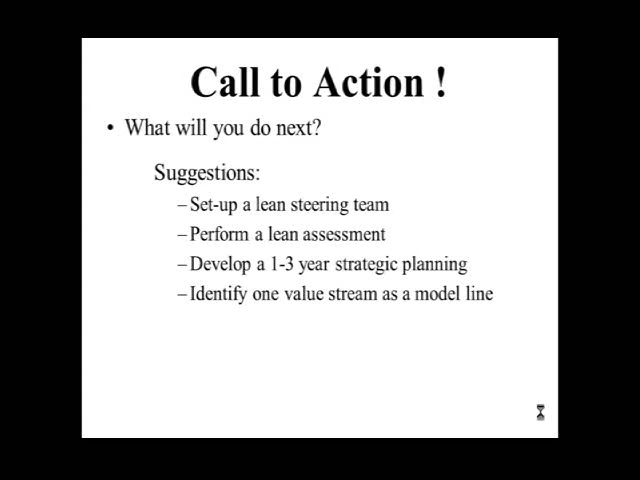 Call to Action !
• What will you do next?
Suggestions:
–Set-up a lean steering team
–Perform a lean assessment
–Develop a 1-3 year strategic planning
–Identify one value stream as a model line